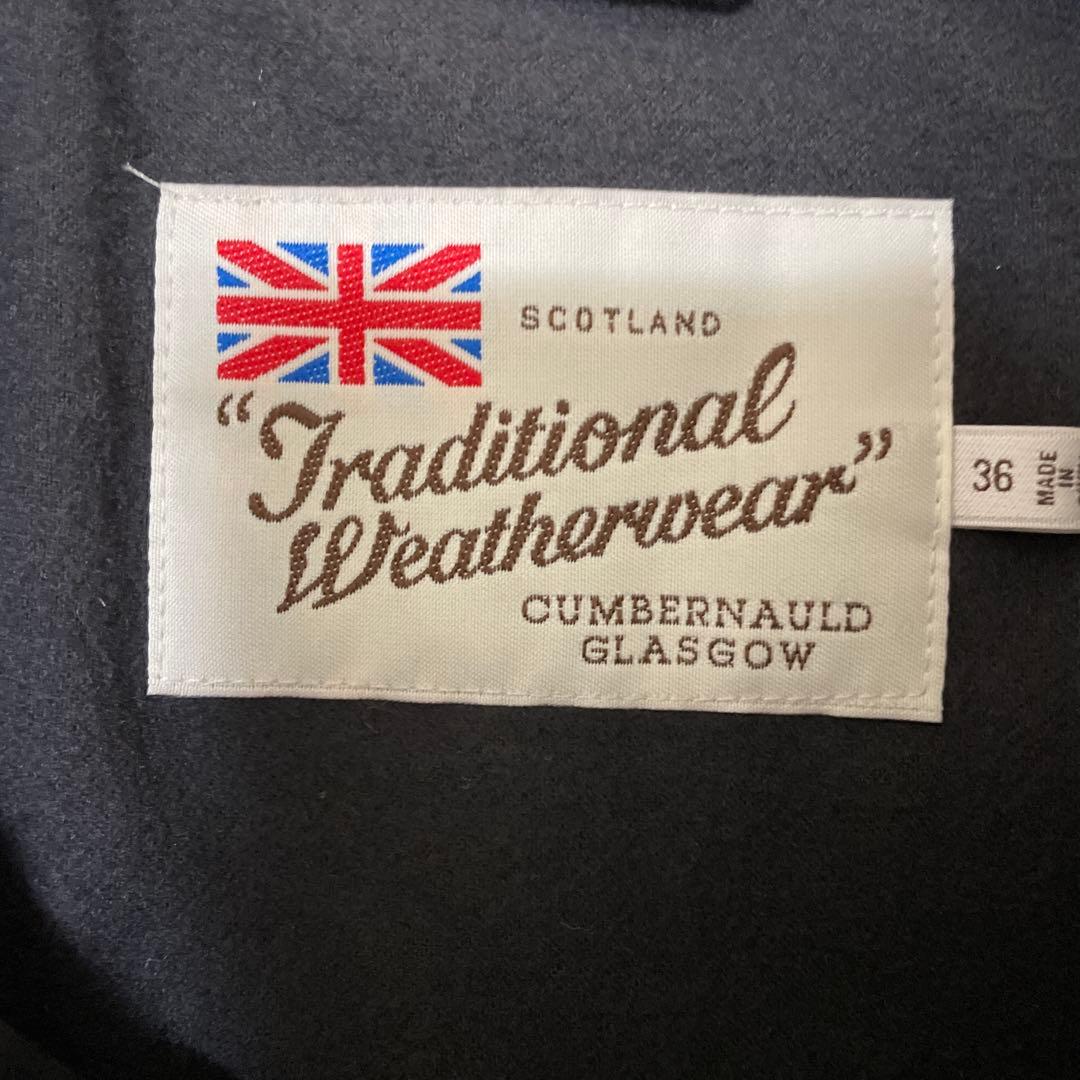 SCOTLAND
“Traditional
Weatherwear”
CUMBERNAULD
GLASGOW
36
MADE
IN